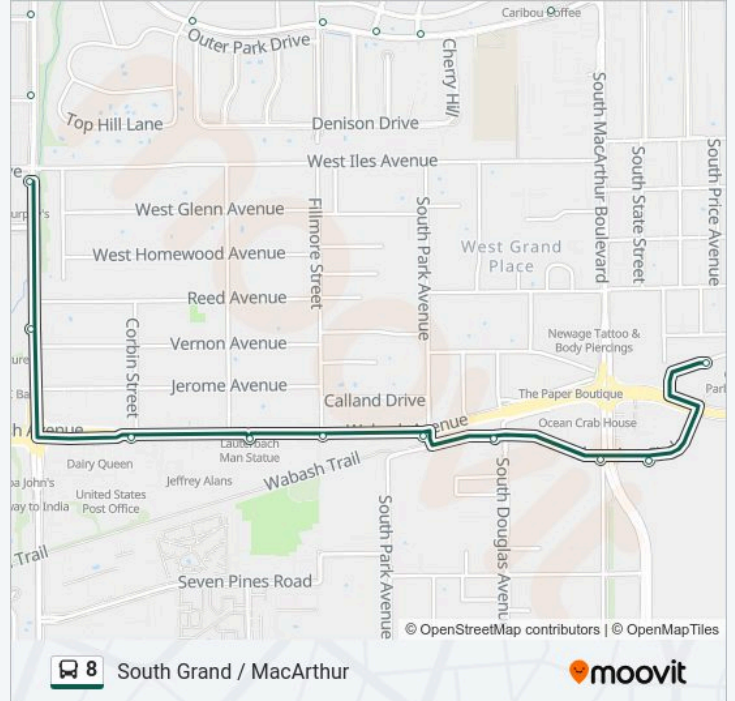 Caribou Coffee
Outer Park Drive
Cherry Hill
Top Hill Lane
Denison Drive
West Iles Avenue
South MacArthur Boulevard
South State Street
South Price Avenue
West Glenn Avenue
Fillmore Street
South Park Avenue
West Homewood Avenue
West Grand
Place
Reed Avenue
Corbin Street
Vernon Avenue
Newage Tattoo &
Body Piercings
Jerome Avenue
Calland Drive
The Paper Boutique
Avenue
Ocean Crab House
Lauterbach
Man Statue
Dairy Queen
Wabash Trail
Jeffrey Alans
United States
Post Office
South Douglas Avenue
South Park Avenue
Trail
Seven Pines Road
© OpenStreetMap contributors | © OpenMapTiles
8 South Grand / MacArthur
moovit